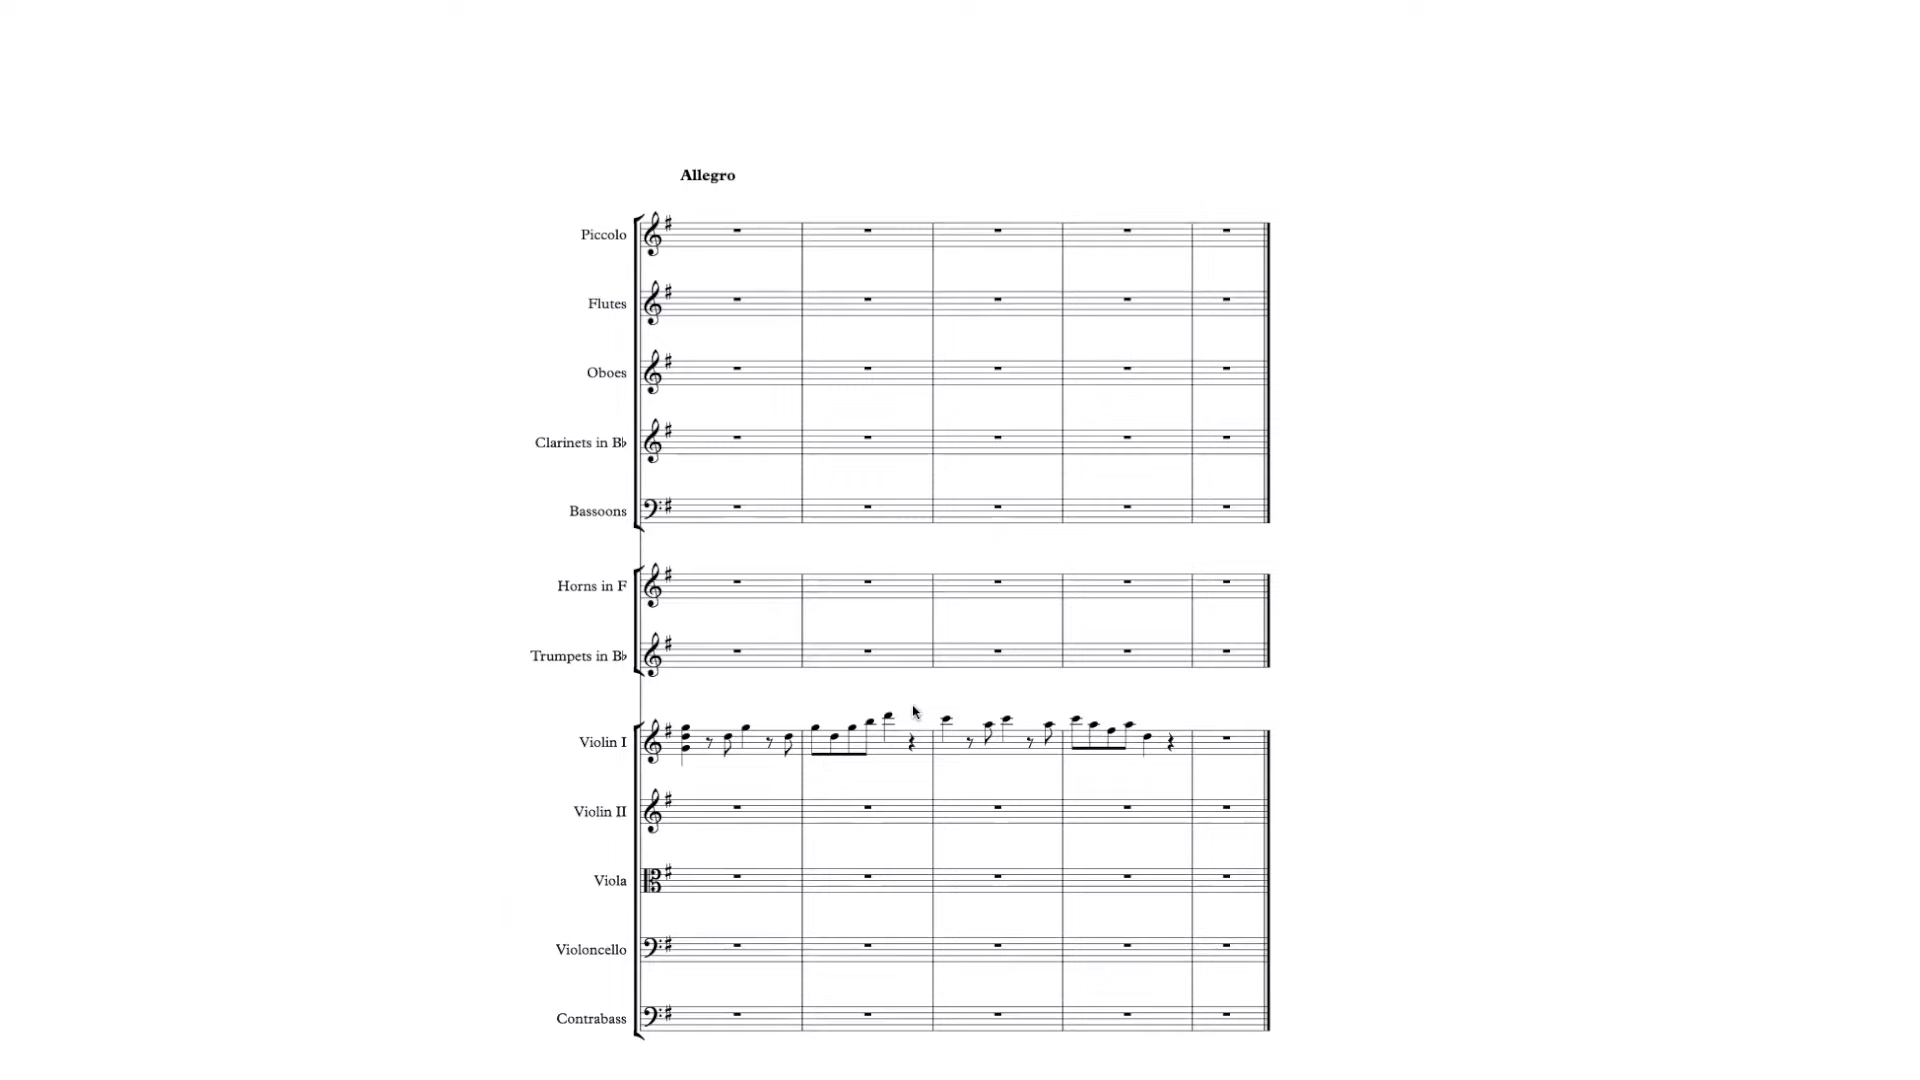 Allegro
Piccolo
Flutes
Oboes
Clarinets in B♭
Bassoons
Horns in F
Trumpets in B♭
Violin I
Violin II
Viola
Violoncello
Contrabass